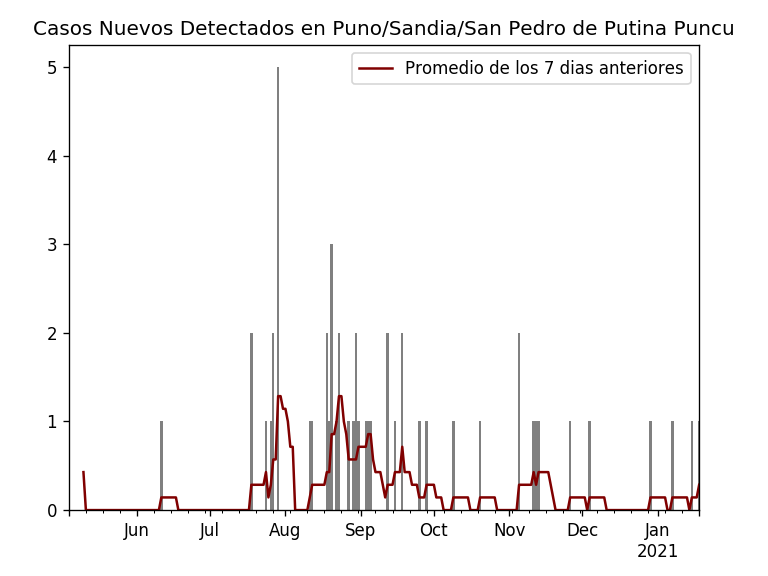 Casos Nuevos Detectados en Puno/Sandia/San Pedro de Putina Puncu
Promedio de los 7 dias anteriores
5
4
3
2
1
0
Jun Jul Aug Sep Oct Nov Dec Jan
2021